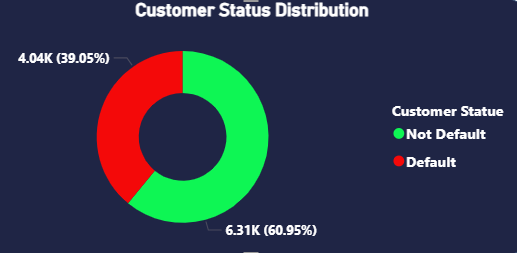 Customer Status Distribution
4.04K (39.05%)
Customer Statue
Not Default
Default
6.31K (60.95%)